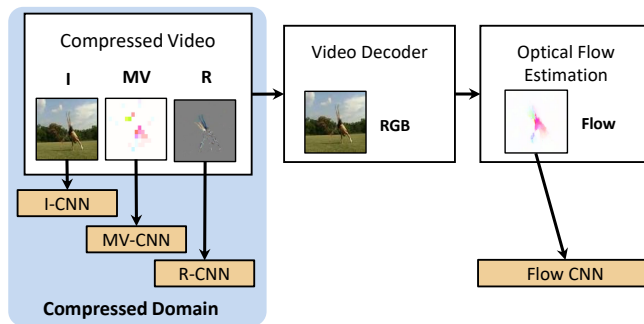 Compressed Video
I MV R
I-CNN
MV-CNN
R-CNN
Compressed Domain
Video Decoder
RGB
Optical Flow
Estimation
Flow
Flow CNN